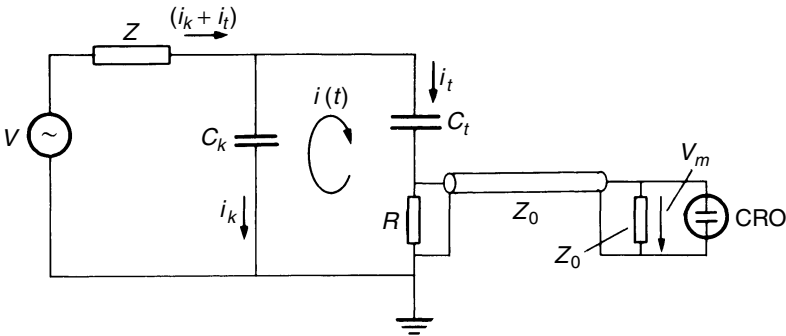 Z
(i_k + i_t)
i_t
i (t)
V
~
C_k
C_t
V_m
i_k
R
Z_0
CRO
Z_0